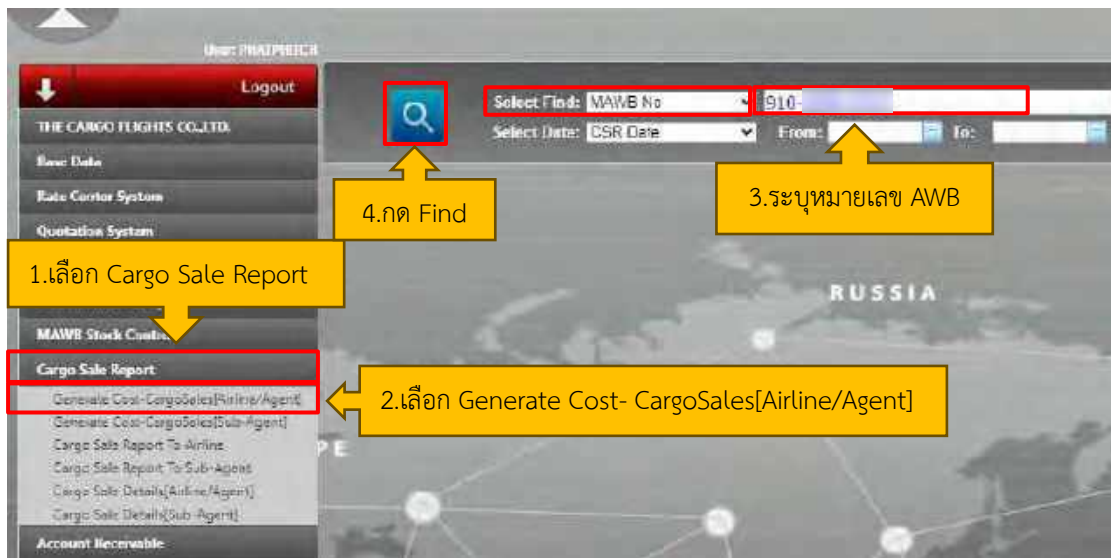 User: PHAIPHICH
Logout
THE CARGO FLIGHTS CO.,LTD.
Base Data
Rate Contor System
Quotation System
1.เลือก Cargo Sale Report
MAWB Stock Contro
Cargo Sale Report
Generate Cost-CargoSales[Airline/Agent]
Generate Cost-CargoSales[Sub-Agent]
Cargo Sale Report To Airline
Cargo Sale Report To Sub-Agent
Cargo Sale Details[Airline/Agent]
Cargo Sale Details[Sub-Agent]
Account Receivable
Select Find: MAWB No 910-
Select Date: CSR Date From: To:
4.กด Find
3.ระบุหมายเลข AWB
RUSSIA
2.เลือก Generate Cost- CargoSales[Airline/Agent]
PE